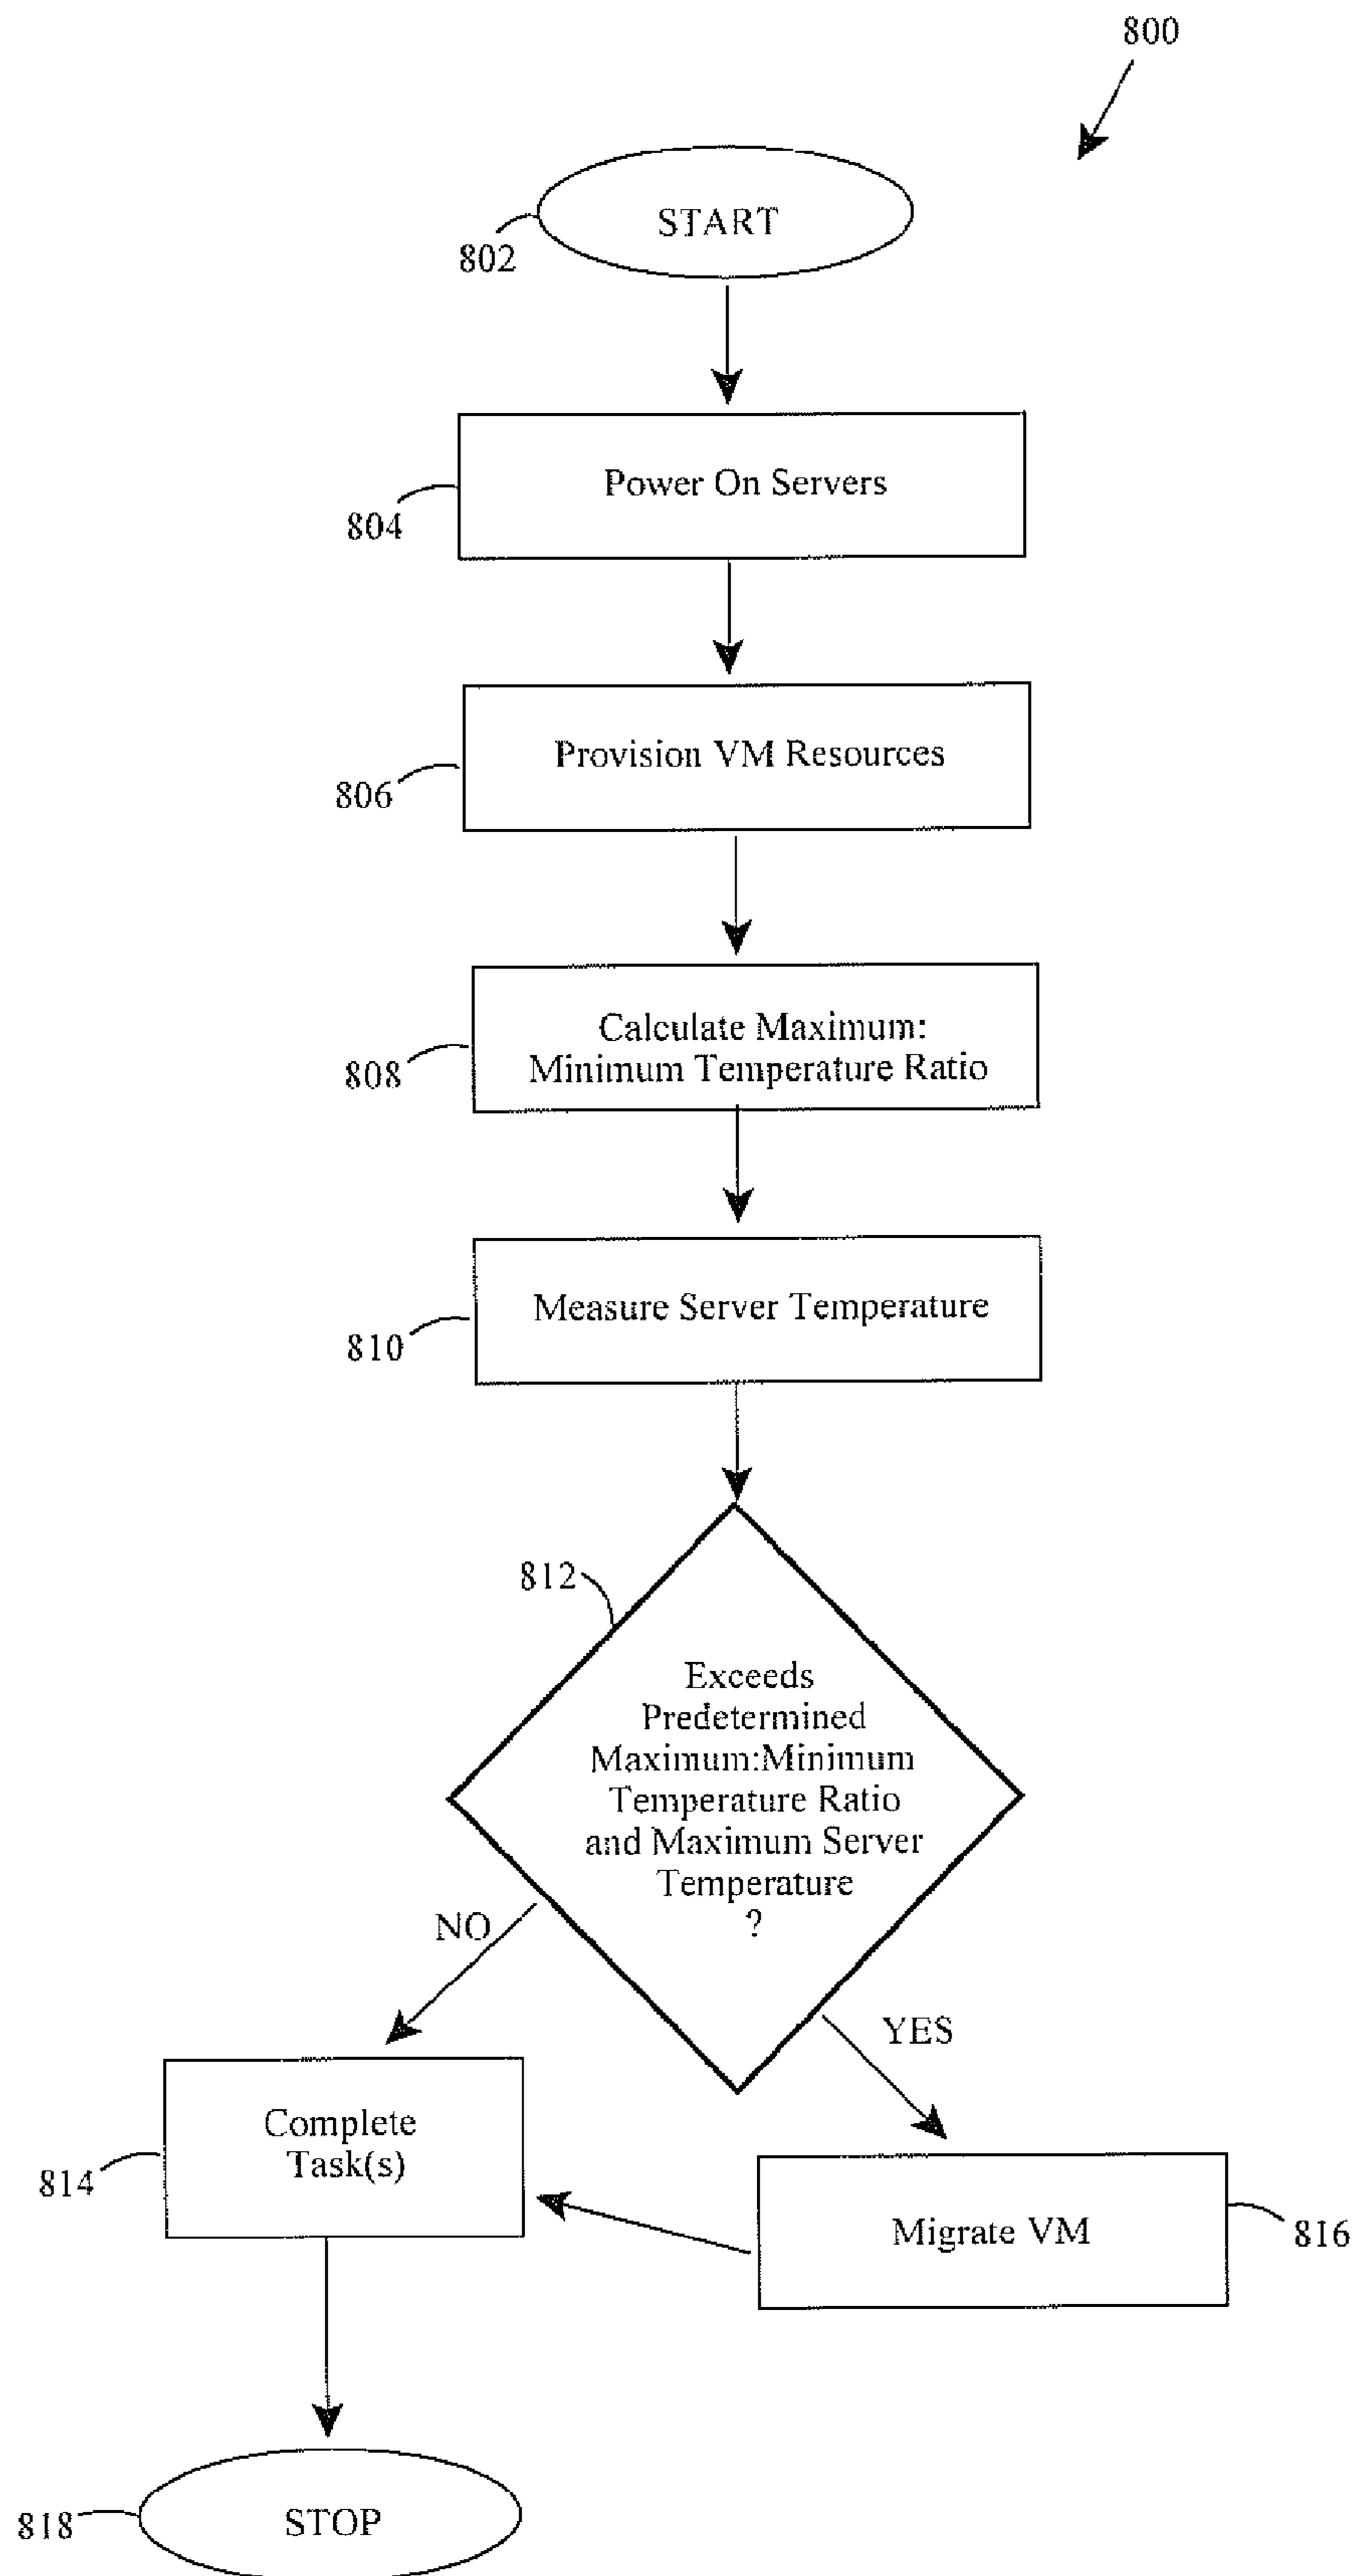 800
START
802
Power On Servers
804
Provision VM Resources
806
Calculate Maximum:
Minimum Temperature Ratio
808
Measure Server Temperature
810
812
Exceeds
Predetermined
Maximum:Minimum
Temperature Ratio
and Maximum Server
Temperature
?
NO
YES
Complete
Task(s)
814
Migrate VM
816
STOP
818